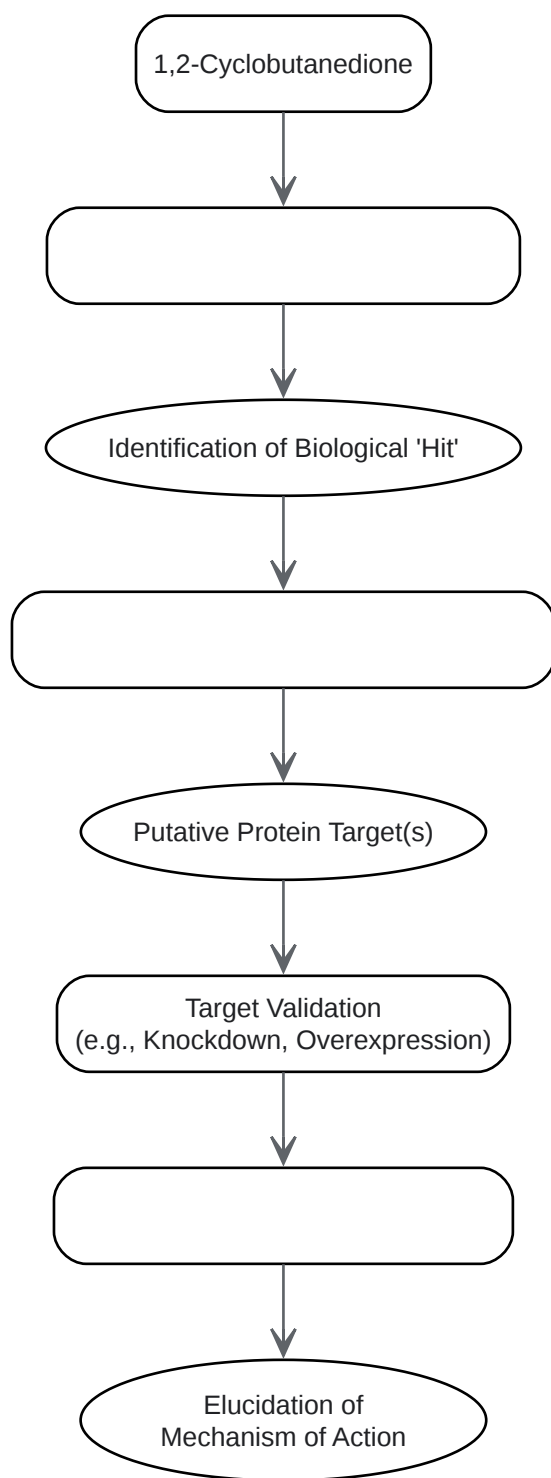 1,2-Cyclobutanedione
Identification of Biological 'Hit'
Putative Protein Target(s)
Target Validation
(e.g., Knockdown, Overexpression)
Elucidation of
Mechanism of Action